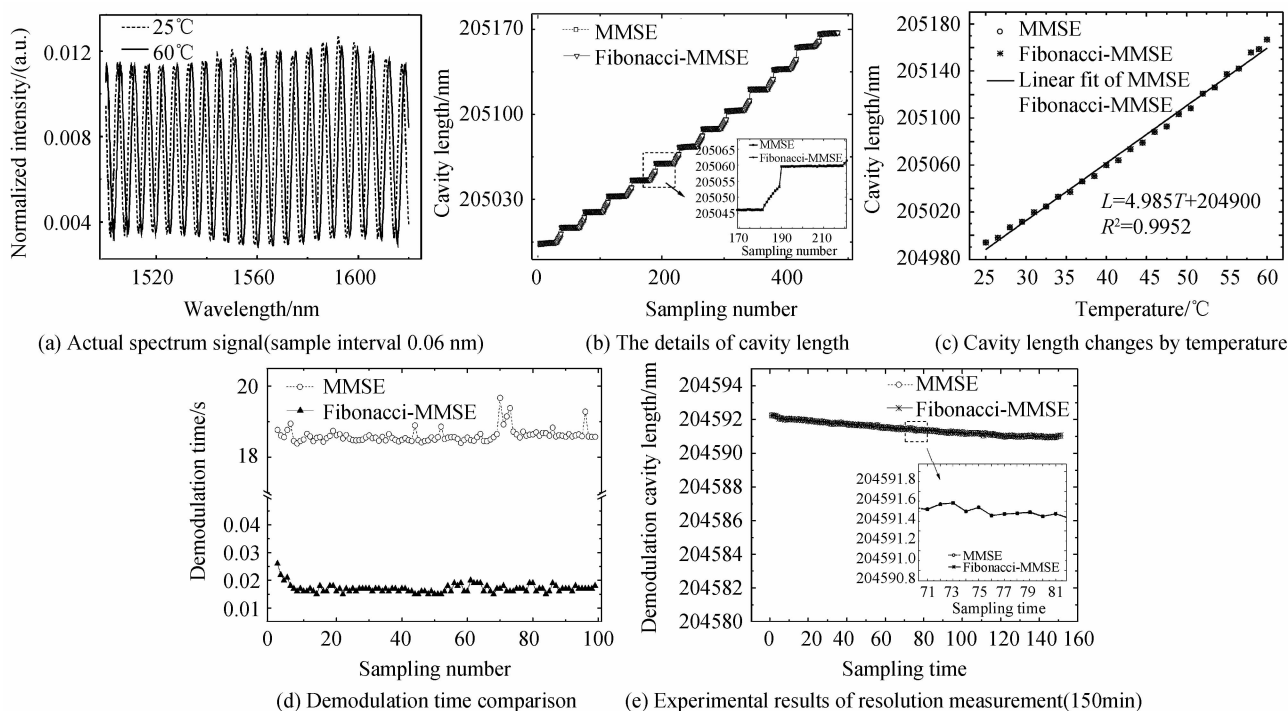 Normalized intensity/(a.u.)
0.012
0.008
0.004
25℃
60℃
1520
1560
1600
Wavelength/nm
(a) Actual spectrum signal(sample interval 0.06 nm)
Cavity length/nm
205170
205100
205030
MMSE
Fibonacci-MMSE
205065
205060
205055
205050
205045
MMSE
Fibonacci-MMSE
170
190
210
Sampling number
0
200
400
Sampling number
(b) The details of cavity length
Cavity length/nm
205180
205140
205100
205060
205020
204980
MMSE
Fibonacci-MMSE
Linear fit of MMSE
Fibonacci-MMSE
L=4.985T+204900
R²=0.9952
25
30
35
40
45
50
55
60
Temperature/℃
(c) Cavity length changes by temperature
Demodulation time/s
20
18
0.04
0.03
0.02
0.01
MMSE
Fibonacci-MMSE
0
20
40
60
80
100
Sampling number
(d) Demodulation time comparison
Demodulation cavity length/nm
204594
204592
204590
204588
204586
204584
204582
204580
MMSE
Fibonacci-MMSE
204591.8
204591.6
204591.4
204591.2
204591.0
204590.8
MMSE
Fibonacci-MMSE
71
73
75
77
79
81
Sampling time
0
20
40
60
80
100
120
140
160
Sampling time
(e) Experimental results of resolution measurement(150min)